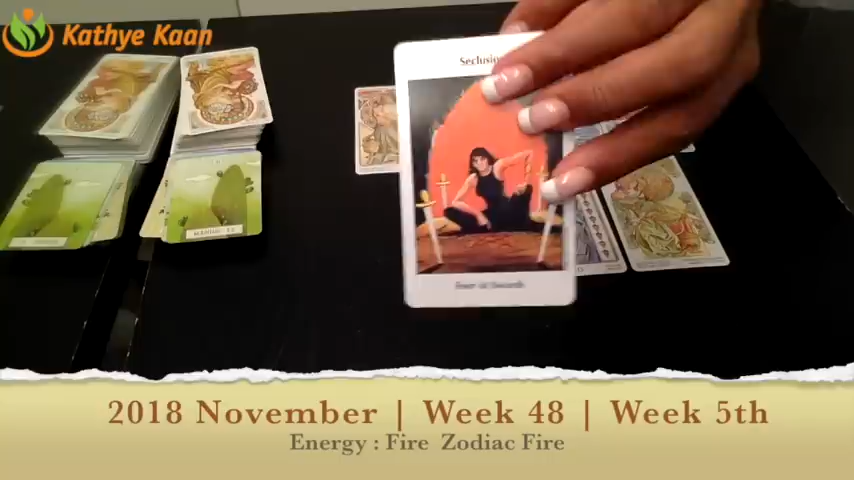 Kathye Kaan
Seclusion
Four of Swords
2018 November | Week 48 | Week 5th
Energy : Fire Zodiac Fire